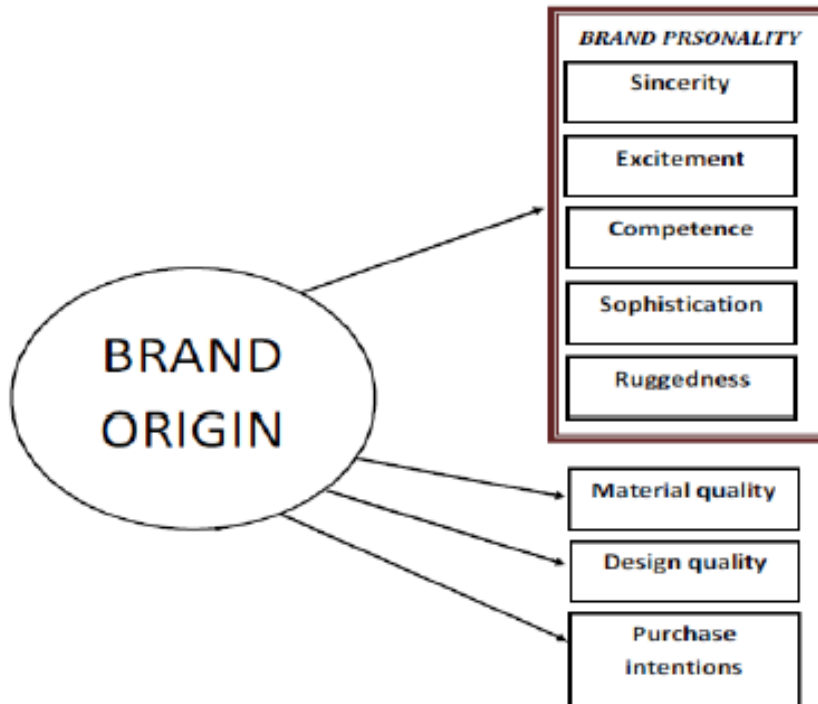 BRAND PRSONALITY
Sincerity
Excitement
Competence
Sophistication
Ruggedness
BRAND
ORIGIN
Material quality
Design quality
Purchase
intentions